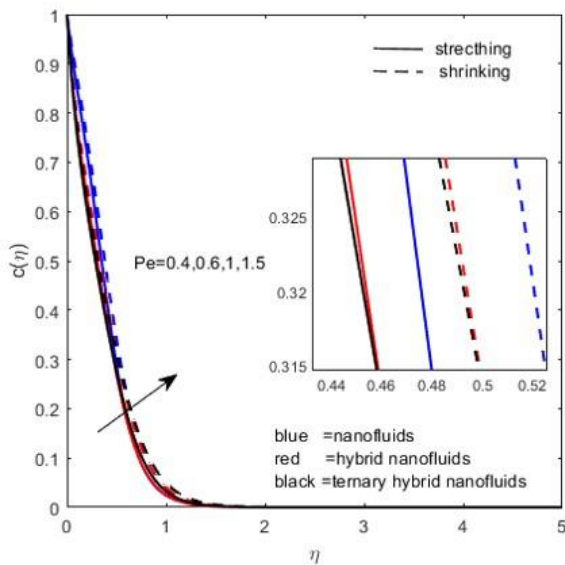 1
0.9
0.8
0.7
0.6
0.5
0.4
0.3
0.2
0.1
0
c(η)
strecthing
shrinking
Pe=0.4,0.6,1,1.5
0.325
0.32
0.315
0.44 0.46 0.48 0.5 0.52
blue =nanofluids
red =hybrid nanofluids
black =ternary hybrid nanofluids
0 1 2 3 4 5
η